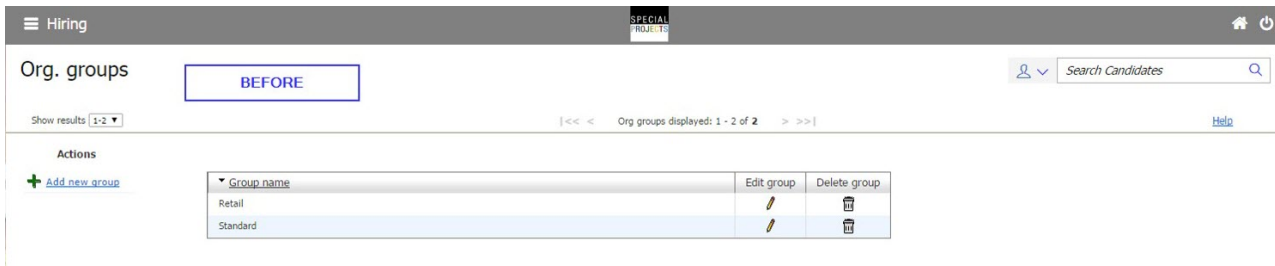 Hiring
SPECIAL
PROJECTS
Org. groups
BEFORE
Search Candidates
Show results 1-2
|<< < Org groups displayed: 1 - 2 of 2 > >>|
Help
Actions
Add new group
Group name Edit group Delete group
Retail
Standard